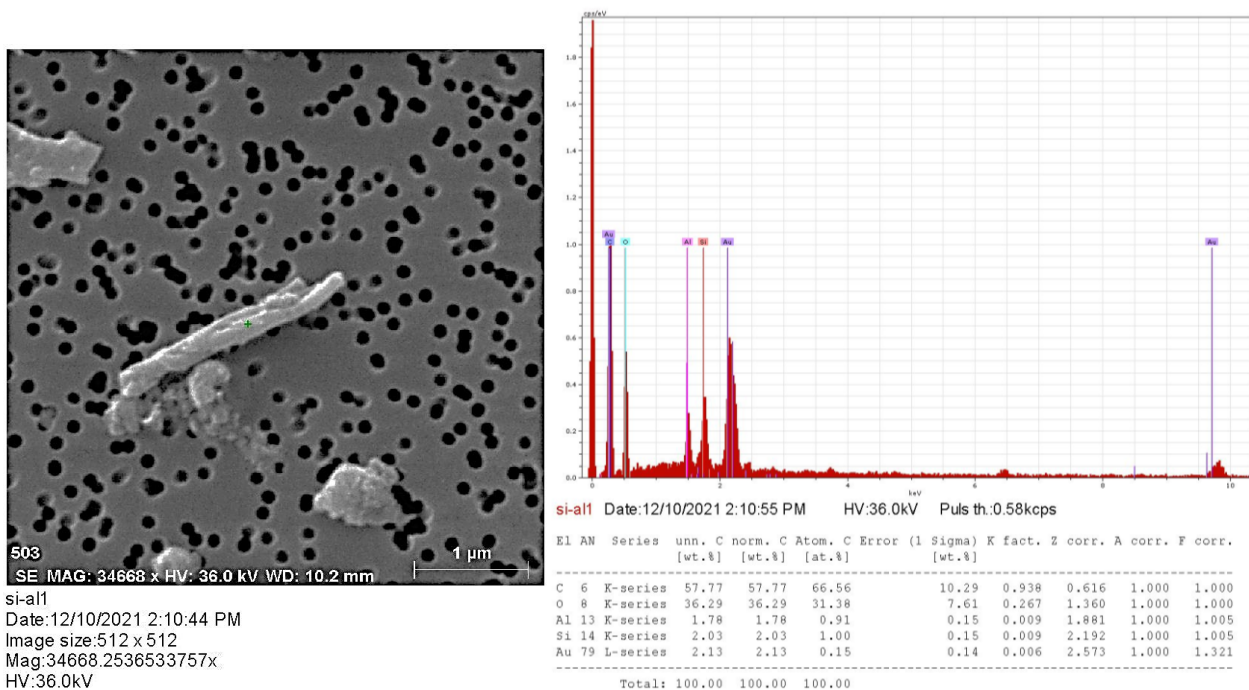 503
1 µm
SE MAG: 34668 x HV: 36.0 kV WD: 10.2 mm
si-al1
Date:12/10/2021 2:10:44 PM
Image size:512 x 512
Mag:34668.2536533757x
HV:36.0kV
cps/eV
1.8
1.6
1.4
1.2
1.0
0.8
0.6
0.4
0.2
0.0
Au
C O Al Si Au Au
0 2 4 6 8 10
keV
si-al1 Date:12/10/2021 2:10:55 PM HV:36.0kV Puls th.:0.58kcps
El AN Series unn. C norm. C Atom. C Error (1 Sigma) K fact. Z corr. A corr. F corr.
[wt.%] [wt.%] [at.%] [wt.%]
C 6 K-series 57.77 57.77 66.56 10.29 0.938 0.616 1.000 1.000
O 8 K-series 36.29 36.29 31.38 7.61 0.267 1.360 1.000 1.000
Al 13 K-series 1.78 1.78 0.91 0.15 0.009 1.881 1.000 1.005
Si 14 K-series 2.03 2.03 1.00 0.15 0.009 2.192 1.000 1.005
Au 79 L-series 2.13 2.13 0.15 0.14 0.006 2.573 1.000 1.321
Total: 100.00 100.00 100.00